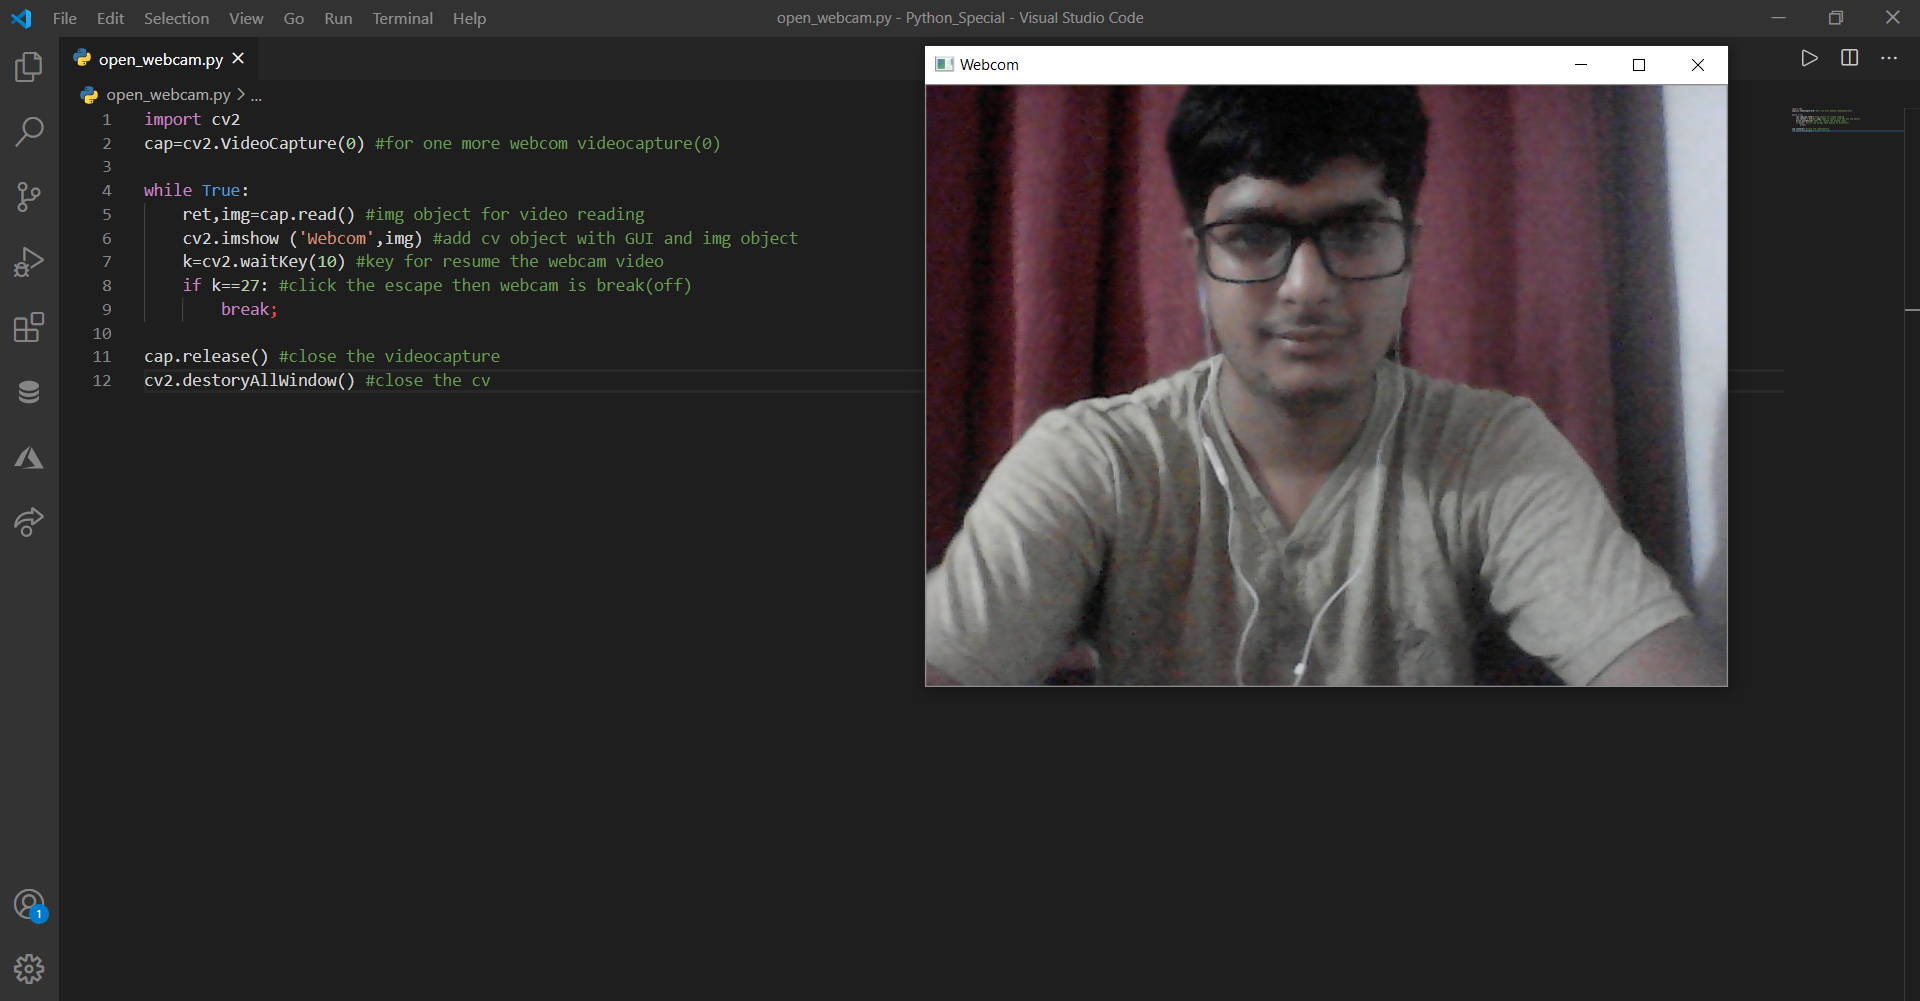 File Edit Selection View Go Run Terminal Help open_webcam.py - Python_Special - Visual Studio Code
open_webcam.py
open_webcam.py > ...
1 import cv2
2 cap=cv2.VideoCapture(0) #for one more webcom videocapture(0)
3
4 while True:
5 ret,img=cap.read() #img object for video reading
6 cv2.imshow ('Webcom',img) #add cv object with GUI and img object
7 k=cv2.waitKey(10) #key for resume the webcam video
8 if k==27: #click the escape then webcam is break(off)
9 break;
10
11 cap.release() #close the videocapture
12 cv2.destoryAllWindow() #close the cv
Webcom
1